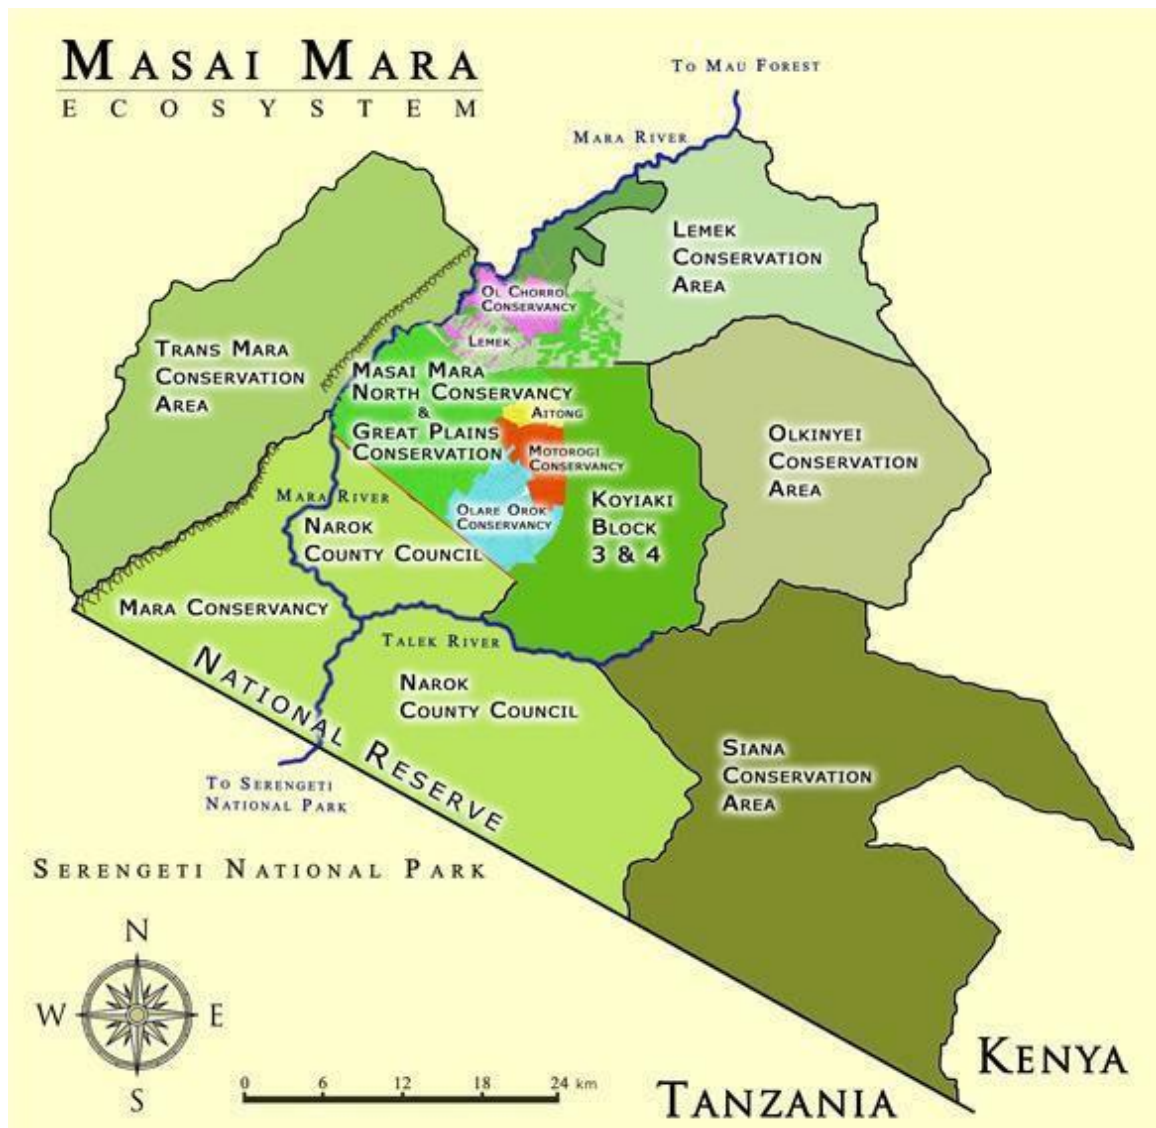 MASAI MARA
ECOSYSTEM
TO MAU FOREST
MARA RIVER
LEMEK
CONSERVATION
AREA
OL CHORRO
CONSERVANCY
LEMEK
TRANS MARA
CONSERVATION
AREA
MASAI MARA
NORTH CONSERVANCY
&
GREAT PLAINS
CONSERVATION
AITONG
MOTOROGI
CONSERVANCY
OLKINYEI
CONSERVATION
AREA
KOYIAKI
BLOCK
3 & 4
OLARE OROK
CONSERVANCY
MARA RIVER
NAROK
COUNTY COUNCIL
MARA CONSERVANCY
TALEK RIVER
NAROK
COUNTY COUNCIL
NATIONAL RESERVE
SIANA
CONSERVATION
AREA
TO SERENGETI
NATIONAL PARK
SERENGETI NATIONAL PARK
N
W E
S
0 6 12 18 24 km
KENYA
TANZANIA